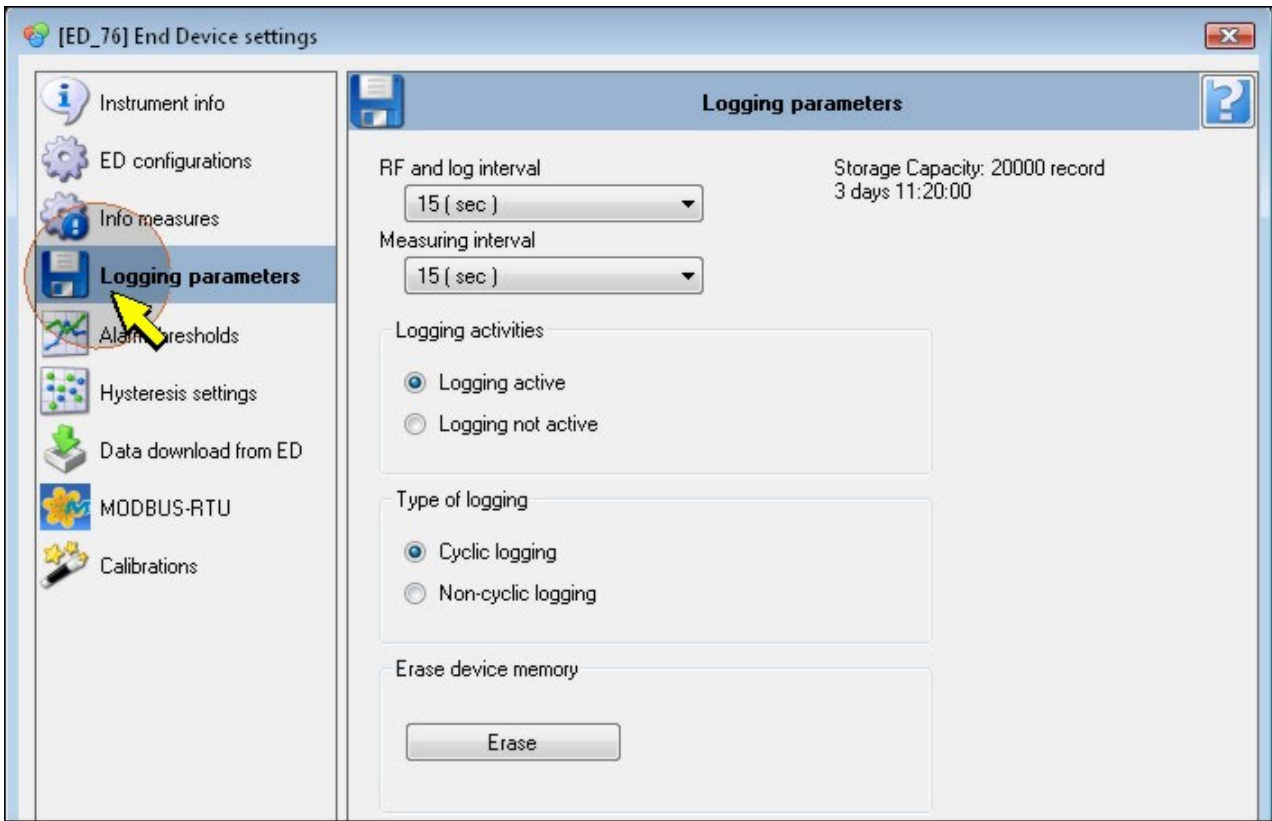 [ED_76] End Device settings
Instrument info
ED configurations
Info measures
Logging parameters
Alarm thresholds
Hysteresis settings
Data download from ED
MODBUS-RTU
Calibrations
Logging parameters
RF and log interval
15 ( sec )
Measuring interval
15 ( sec )
Storage Capacity: 20000 record
3 days 11:20:00
Logging activities
Logging active
Logging not active
Type of logging
Cyclic logging
Non-cyclic logging
Erase device memory
Erase